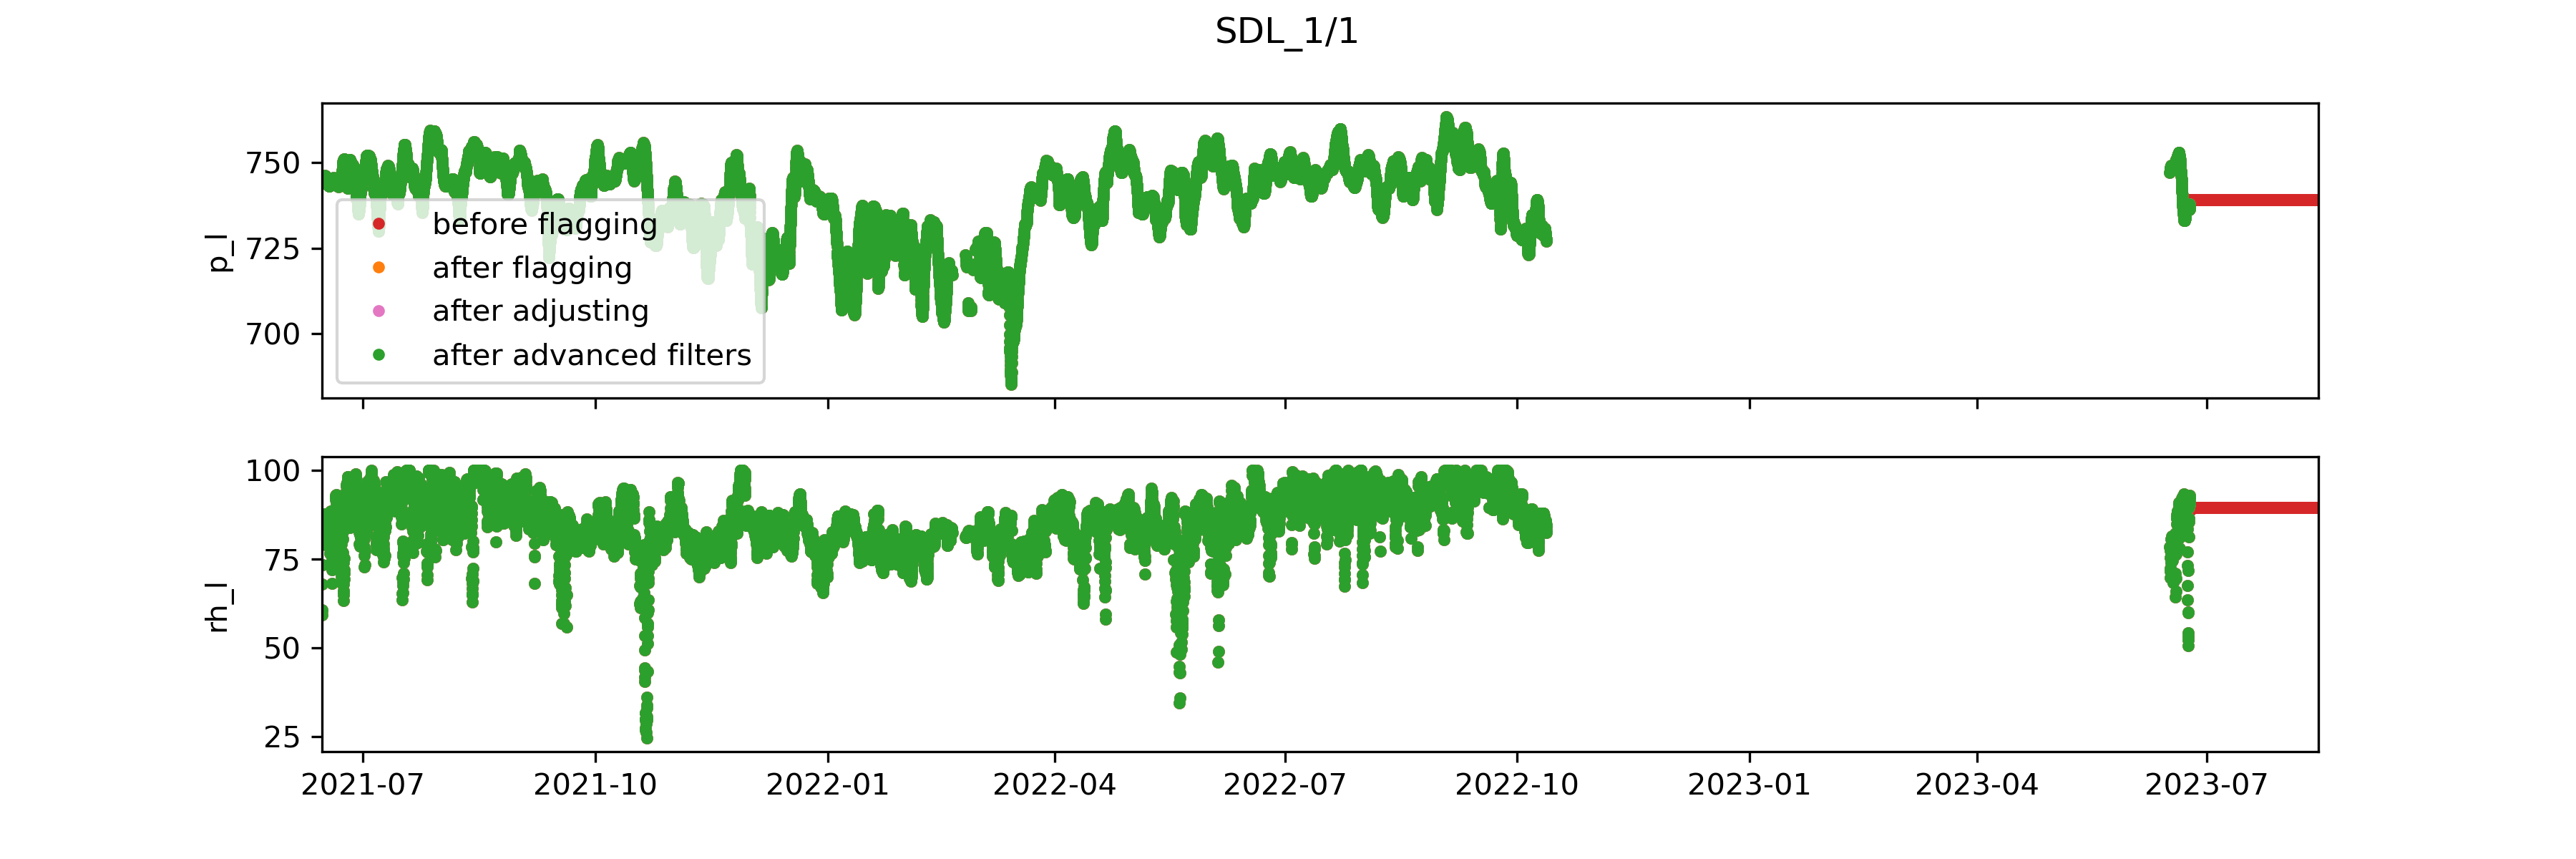 SDL_1/1
750
725
700
p_l
before flagging
after flagging
after adjusting
after advanced filters
100
75
50
25
rh_l
2021-07 2021-10 2022-01 2022-04 2022-07 2022-10 2023-01 2023-04 2023-07